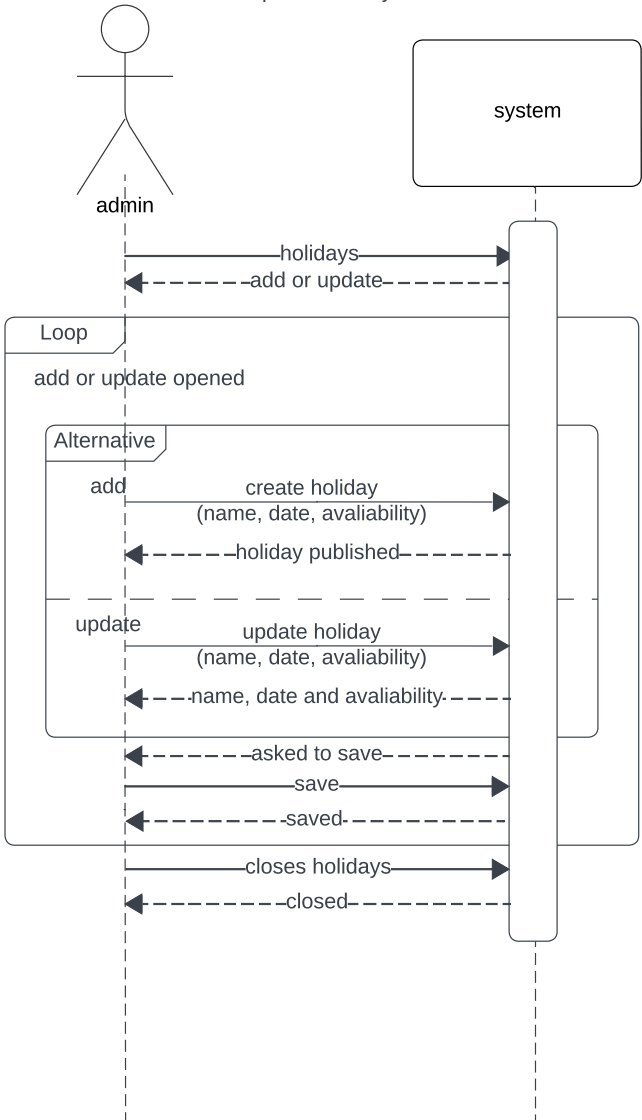 system
admin
holidays
add or update
Loop
add or update opened
Alternative
add
create holiday
(name, date, avaliability)
holiday published
update
update holiday
(name, date, avaliability)
name, date and avaliability
asked to save
save
saved
closes holidays
closed